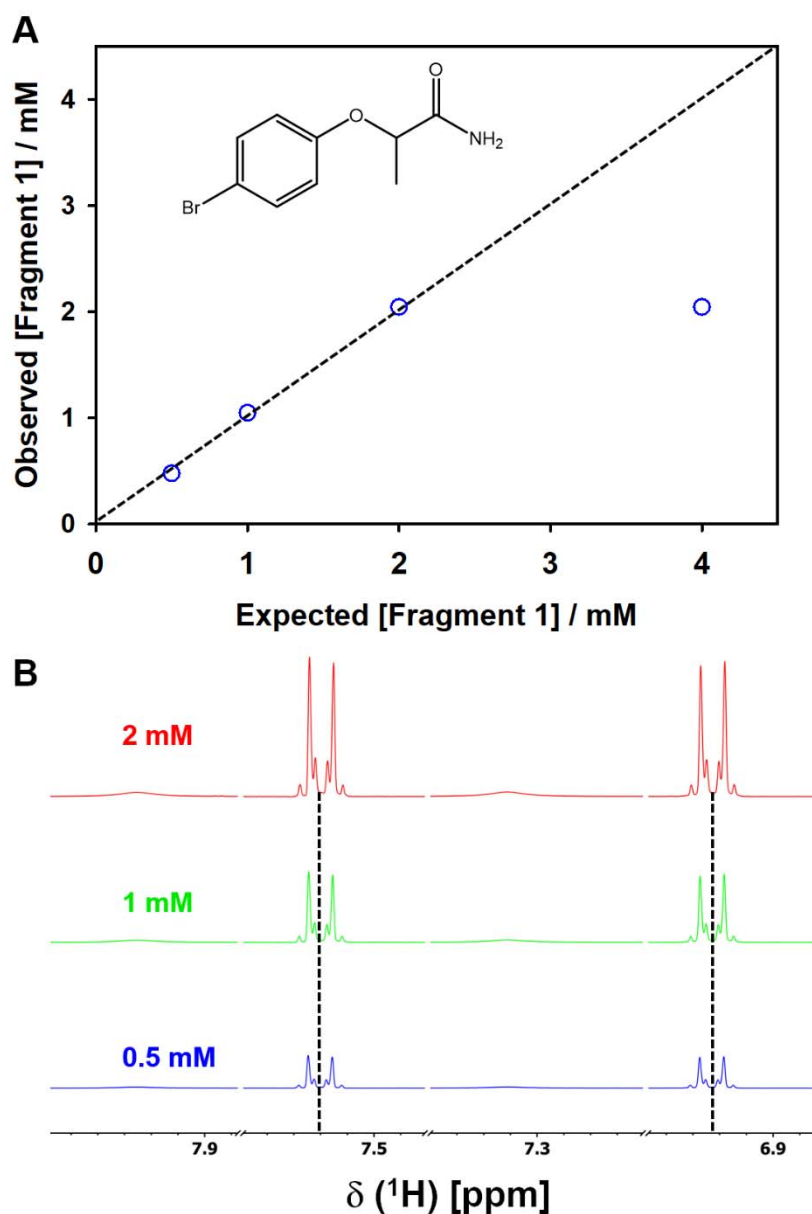 A
Observed [Fragment 1] / mM
4
3
2
1
0
O
O
NH₂
Br
0 1 2 3 4
Expected [Fragment 1] / mM
B
2 mM
1 mM
0.5 mM
7.9 7.5 7.3 6.9
δ (¹H) [ppm]